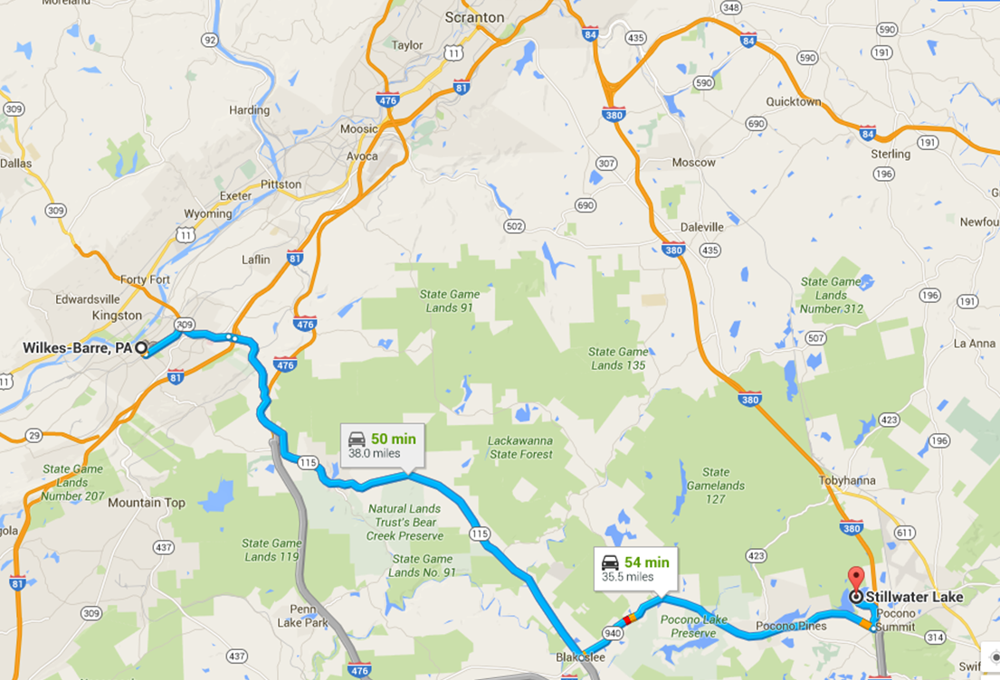 Moreland
Scranton
348
590
92
84
435
84
Taylor
11
590
191
81
590
309
476
Quicktown
Harding
380
690
Moosic
84
191
Dallas
Avoca
307
Moscow
Sterling
196
Pittston
Exeter
690
309
Wyoming
502
Daleville
11
380
435
Laflin
81
Forty Fort
State Game
Lands 91
State Game
Lands
Number 312
196
191
Edwardsville
Kingston
309
476
507
La Anna
Wilkes-Barre, PA
State Game
Lands 135
476
81
11
380
423
29
50 min
38.0 miles
Lackawanna
State Forest
196
115
State Game
Lands
Number 207
State
Gamelands
127
Tobyhanna
Mountain Top
Natural Lands
Trust's Bear
Creek Preserve
380
611
115
437
State Game
Lands 119
State Game
Lands No. 91
54 min
35.5 miles
423
81
Stillwater Lake
309
Penn
Lake Park
Pocono Lake
Preserve
Pocono Pines
Pocono
Summit
940
314
437
Blakeslee
476